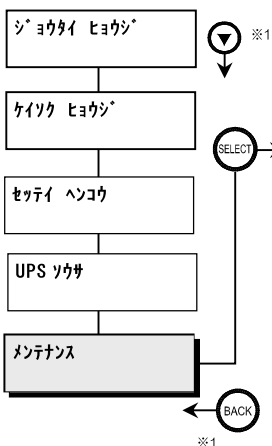 ｼﾞｮｳﾀｲ ﾋｮｳｼﾞ
※1
ｹｲｿｸ ﾋｮｳｼﾞ
SELECT
ｾｯﾃｲ ﾍﾝｺｳ
UPS ｿｳｻ
ﾒﾝﾃﾅﾝｽ
BACK
※1